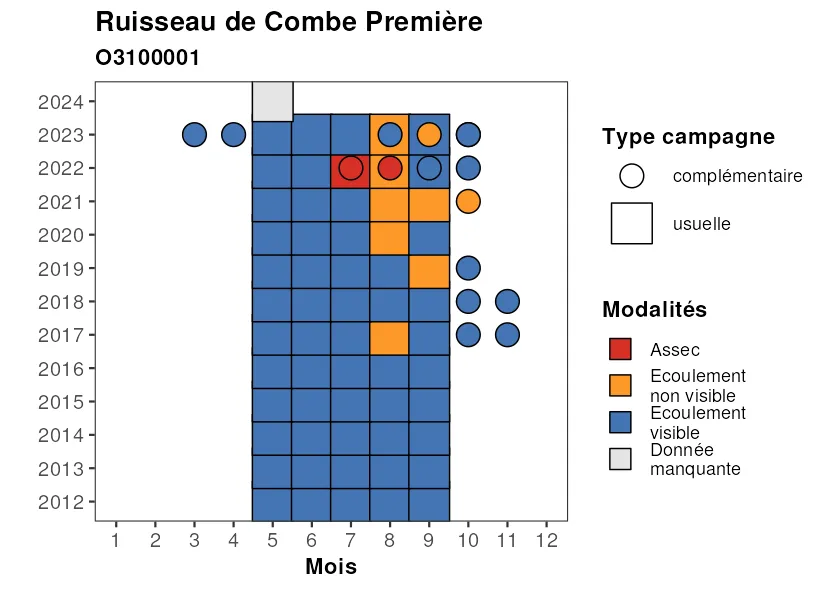 Ruisseau de Combe Première
O3100001
2024
2023
2022
2021
2020
2019
2018
2017
2016
2015
2014
2013
2012
1 2 3 4 5 6 7 8 9 10 11 12
Mois
Type campagne
complémentaire
usuelle
Modalités
Assec
Ecoulement
non visible
Ecoulement
visible
Donnée
manquante